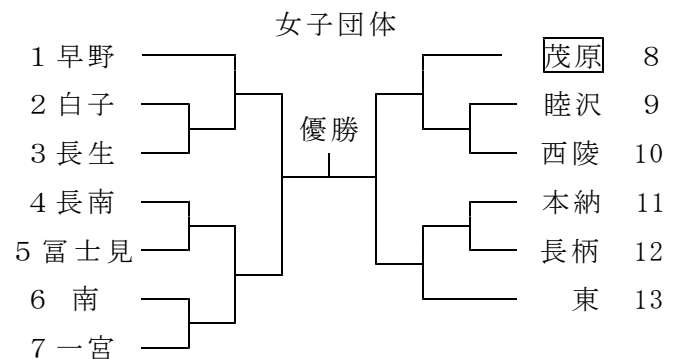 女子団体
1 早野
2 白子
3 長生
4 長南
5 冨士見
6 南
7 一宮
優勝
茂原 8
睦沢 9
西陵 10
本納 11
長柄 12
東 13